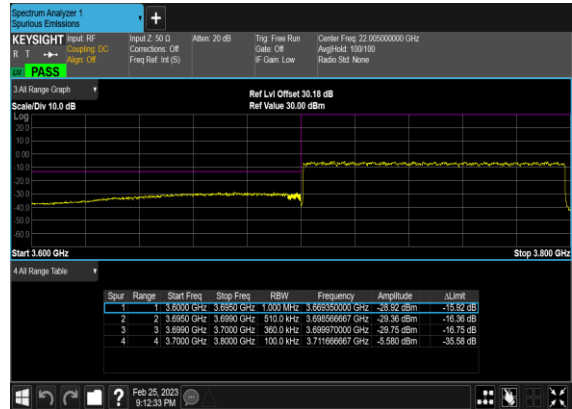 Spectrum Analyzer 1
Spurious Emissions
+
KEYSIGHT Input: RF Input Z: 50 Ω Atten: 20 dB Trig: Free Run Center Freq: 22.005000000 GHz
R T Coupling: DC Corrections: Off Gate: Off Avg|Hold: 100/100
Align: Off Freq Ref: Int (S) IF Gain: Low Radio Std: None
PASS
3 All Range Graph
Ref Lvl Offset 30.18 dB
Scale/Div 10.0 dB Ref Value 30.00 dBm
Log
20.0
10.0
0.00
-10.0
-20.0
-30.0
-40.0
-50.0
-60.0
Start 3.600 GHz Stop 3.800 GHz
4 All Range Table
Spur Range Start Freq Stop Freq RBW Frequency Amplitude ΔLimit
1 1 3.6000 GHz 3.6950 GHz 1.000 MHz 3.669350000 GHz -28.92 dBm -15.92 dB
2 2 3.6950 GHz 3.6990 GHz 510.0 kHz 3.698566667 GHz -29.36 dBm -16.36 dB
3 3 3.6990 GHz 3.7000 GHz 360.0 kHz 3.699970000 GHz -29.75 dBm -16.75 dB
4 4 3.7000 GHz 3.8000 GHz 100.0 kHz 3.711666667 GHz -5.580 dBm -35.58 dB
? Feb 25, 2023
9:12:33 PM